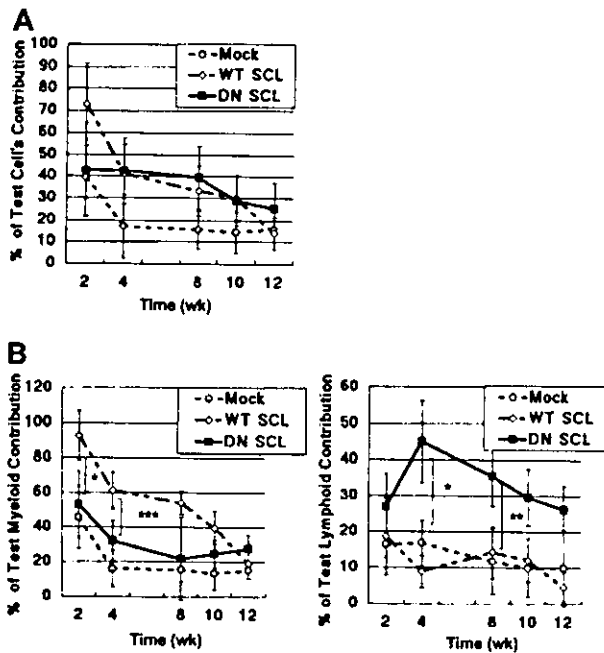 A
% of Test Cell's Contribution
100
90
80
70
60
50
40
30
20
10
0
Mock
WT SCL
DN SCL
2 4 8 10 12
Time (wk)
B
% of Test Myeloid Contribution
120
100
80
60
40
20
0
Mock
WT SCL
DN SCL
*
***
2 4 8 10 12
Time (wk)
% of Test Lymphoid Contribution
60
50
40
30
20
10
0
Mock
WT SCL
DN SCL
*
**
2 4 8 10 12
Time (wk)